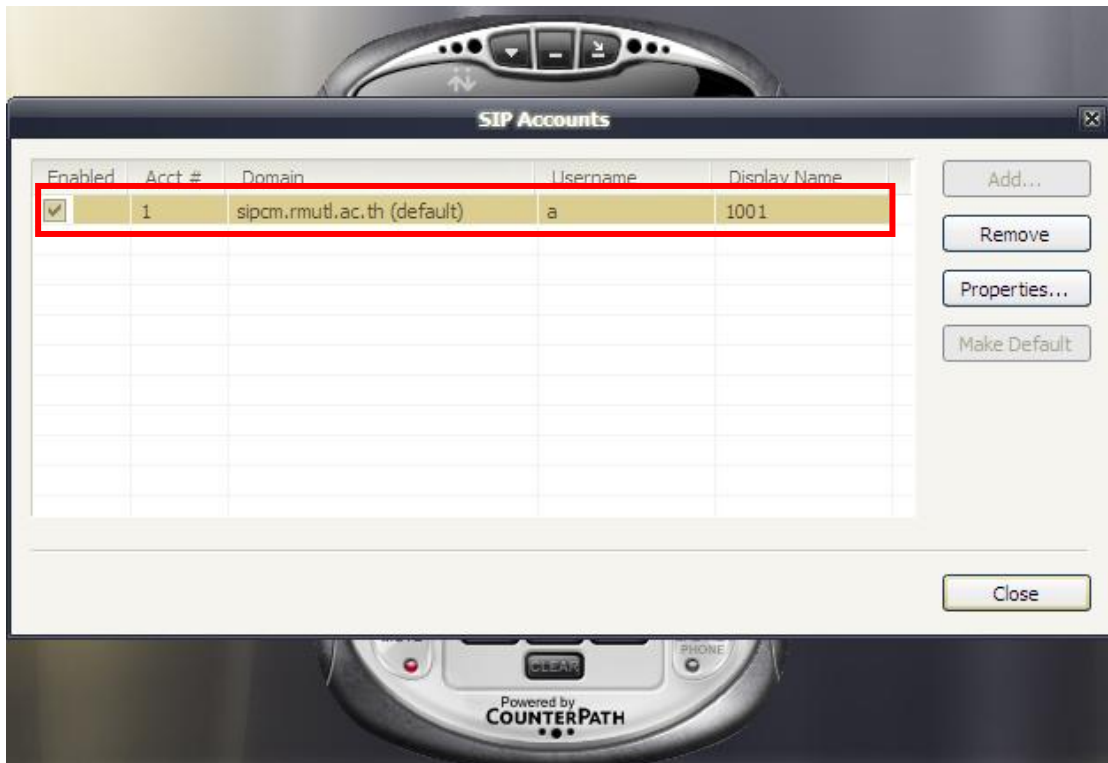 SIP Accounts
Enabled Acct # Domain Username Display Name
1 sipcm.rmutl.ac.th (default) a 1001
Add...
Remove
Properties...
Make Default
Close
PHONE
CLEAR
Powered by
COUNTERPATH